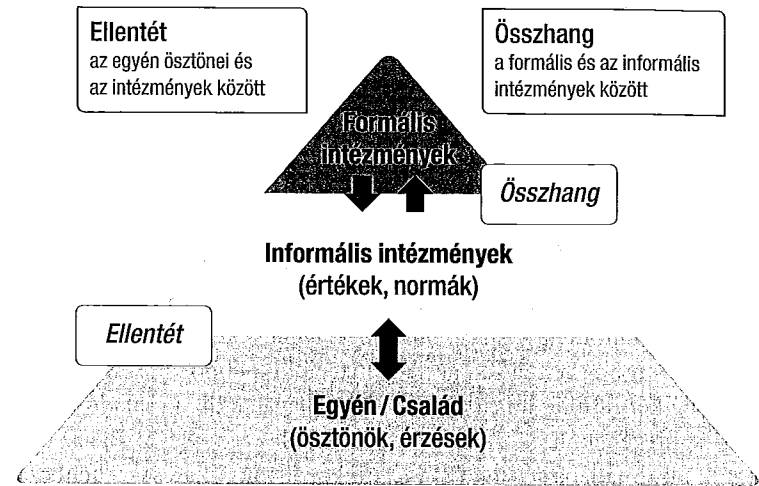 Ellentét
az egyén ösztönei és
az intézmények között
Összhang
a formális és az informális
intézmények között
Formális
intézmények
Összhang
Informális intézmények
(értékek, normák)
Ellentét
Egyén / Család
(ösztönök, érzések)